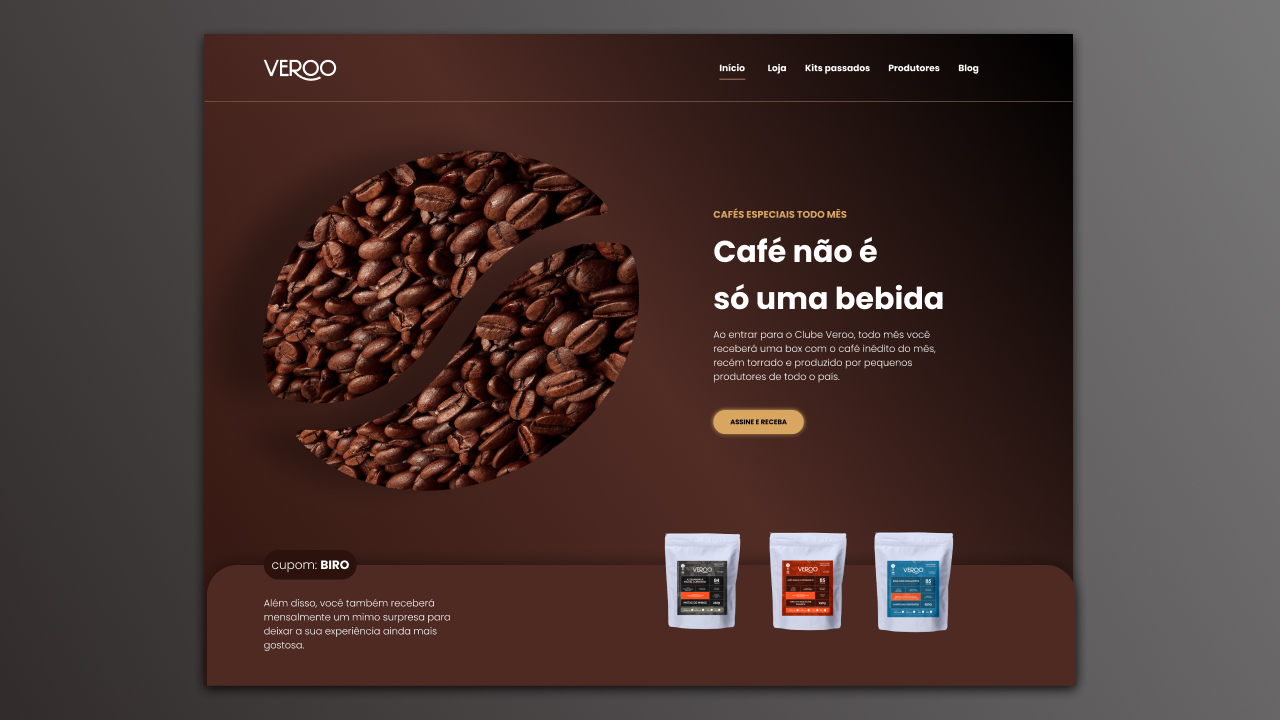 VEROO
Início Loja Kits passados Produtores Blog
CAFÉS ESPECIAIS TODO MÊS
Café não é
só uma bebida
Ao entrar para o Clube Veroo, todo mês você
receberá uma box com o café inédito do mês,
recém torrado e produzido por pequenos
produtores de todo o país.
ASSINE E RECEBA
cupom: BIRO
Além disso, você também receberá
mensalmente um mimo surpresa para
deixar a sua experiência ainda mais
gostosa.
VEROO
84
VEROO
85
VEROO
85